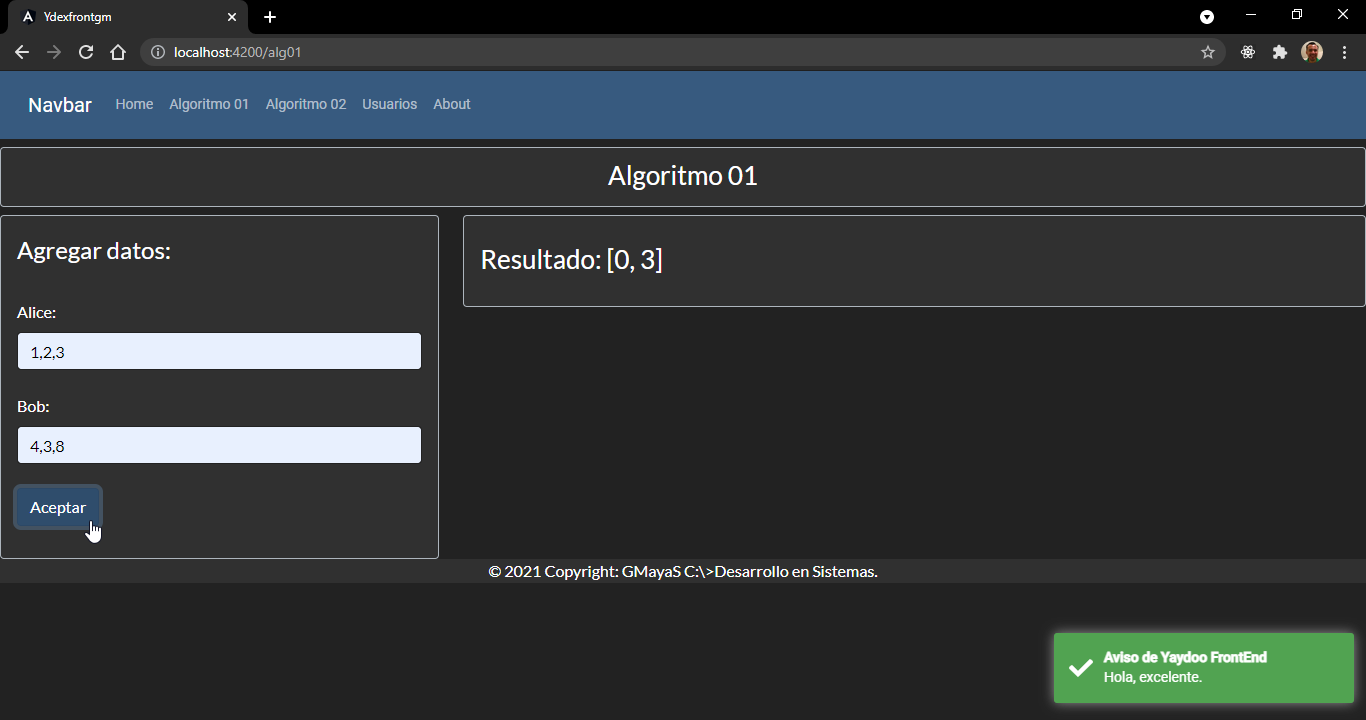 Ydexfrontgm
localhost:4200/alg01
Navbar Home Algoritmo 01 Algoritmo 02 Usuarios About
Algoritmo 01
Agregar datos:
Resultado: [0, 3]
Alice:
1,2,3
Bob:
4,3,8
Aceptar
© 2021 Copyright: GMayaS C:\>Desarrollo en Sistemas.
Aviso de Yaydoo FrontEnd
Hola, excelente.